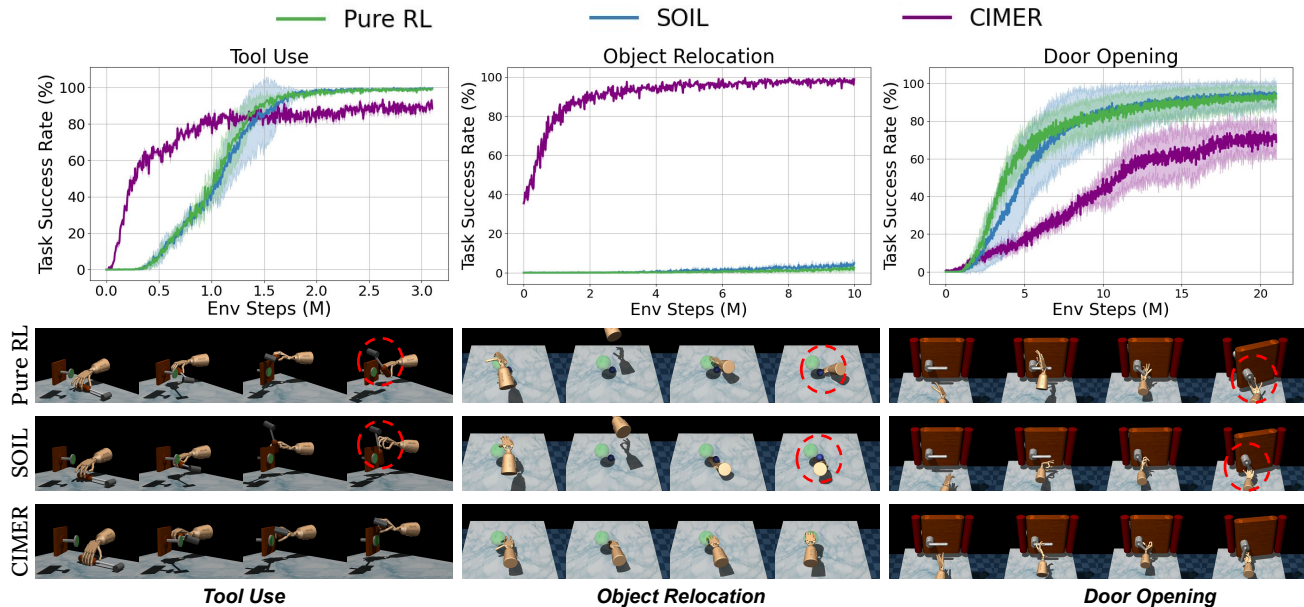 Pure RL SOIL CIMER
Tool Use
Task Success Rate (%)
100
80
60
40
20
0
0.0 0.5 1.0 1.5 2.0 2.5 3.0
Env Steps (M)
Object Relocation
Task Success Rate (%)
100
80
60
40
20
0
0 2 4 6 8 10
Env Steps (M)
Door Opening
Task Success Rate (%)
100
80
60
40
20
0
0 5 10 15 20
Env Steps (M)
Pure RL
SOIL
CIMER
Tool Use Object Relocation Door Opening